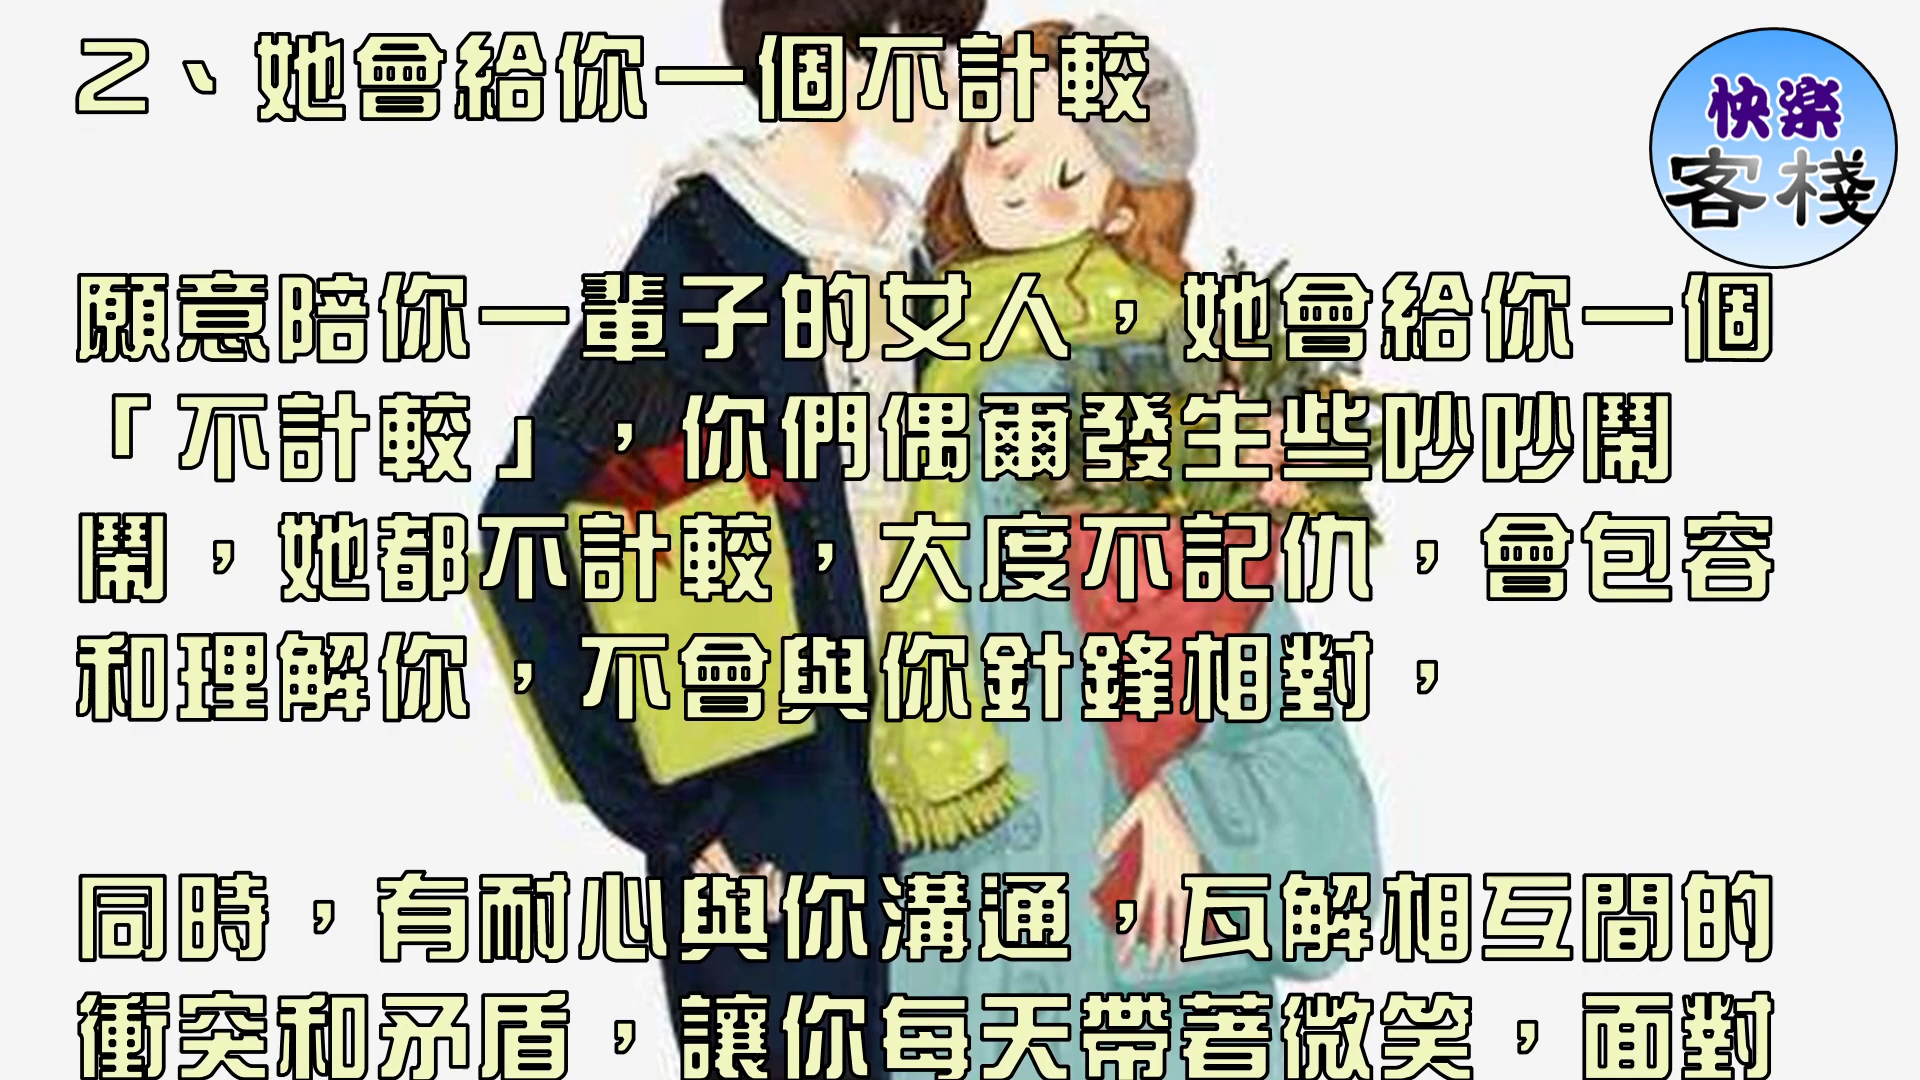 2、她會給你一個不計較
快樂
客棧
願意陪你一輩子的女人，她會給你一個
「不計較」，你們偶爾發生些吵吵鬧
鬧，她都不計較，大度不記仇，會包容
和理解你，不會與你針鋒相對，
同時，有耐心與你溝通，瓦解相互間的
衝突和矛盾，讓你每天帶著微笑，面對